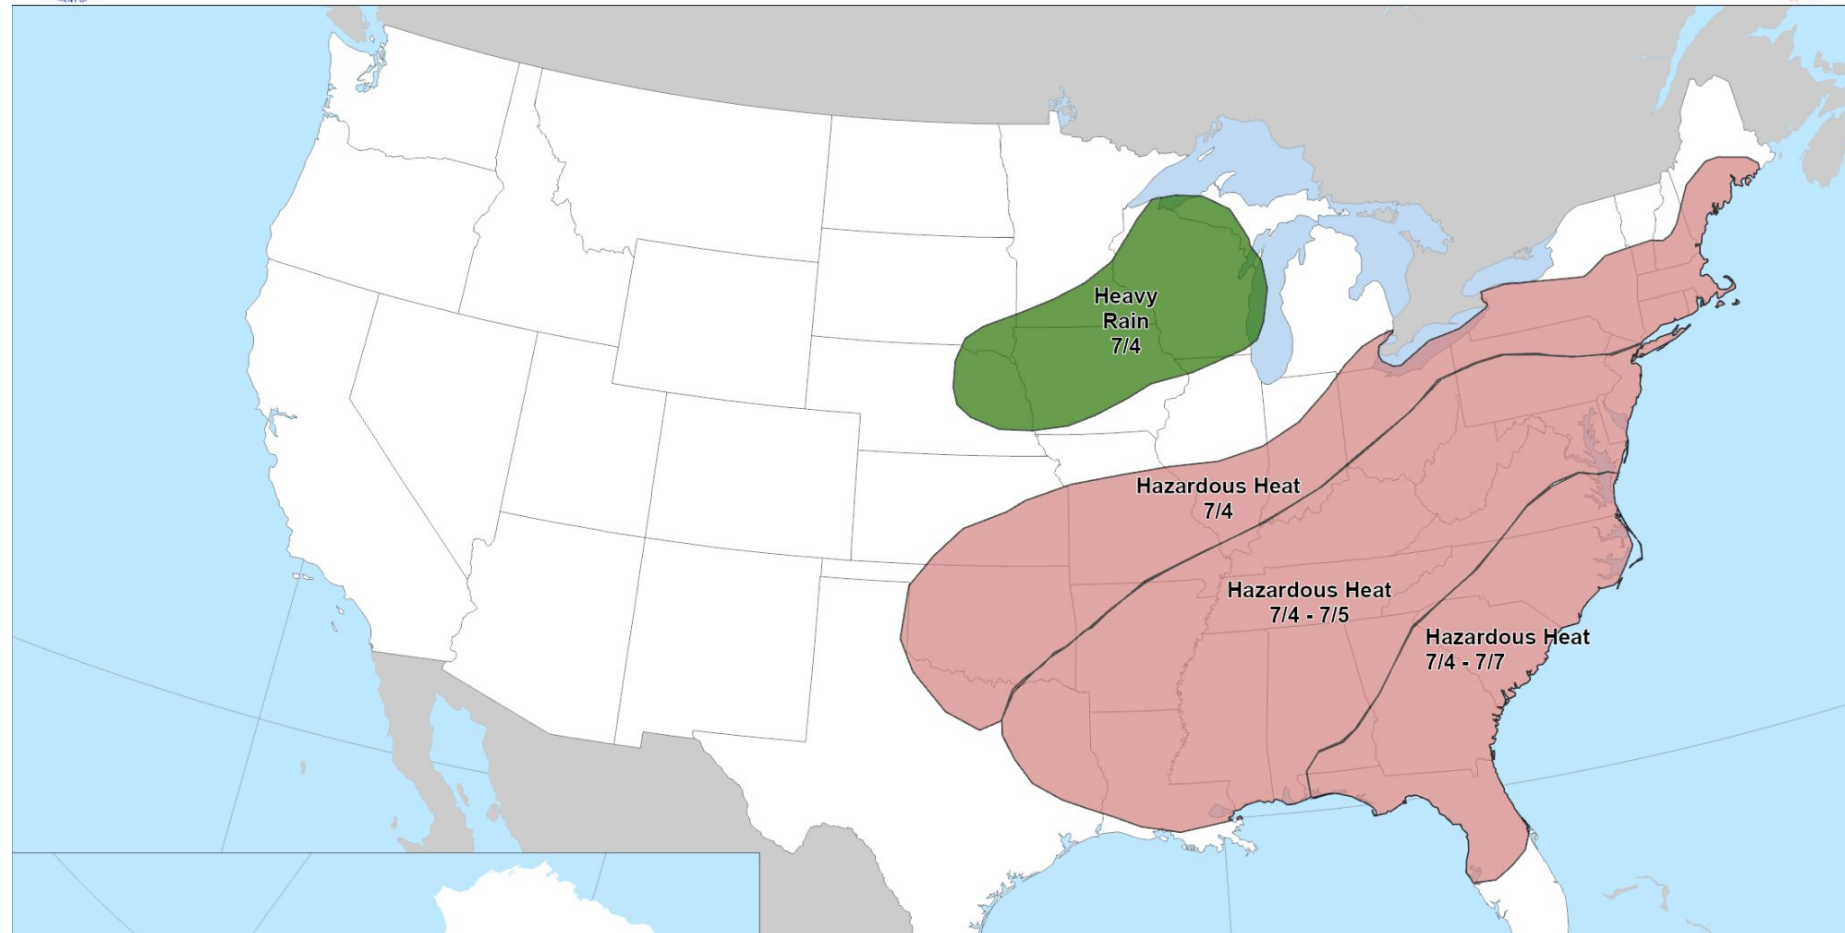 Heavy
Rain
7/4
Hazardous Heat
7/4
Hazardous Heat
7/4 - 7/5
Hazardous Heat
7/4 - 7/7